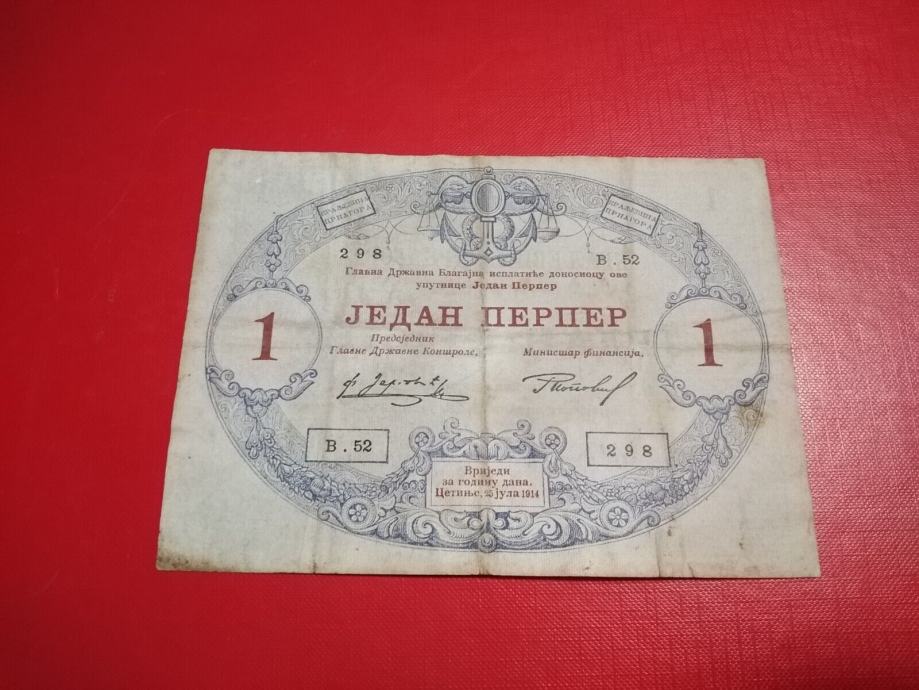 КРАЉЕВИНА
ЦРНАГОРА
КРАЉЕВИНА
ЦРНАГОРА
298
В.52
Главна Државна Благајна исплатиће доносиоцу ове
упутнице Један Перпер
1
ЈЕДАН ПЕРПЕР
1
Предсједник
Главне Државне Контроле,
Министар финансија,
В.52
298
Вриједи
за годину дана.
Цетиње, 25 јула 1914